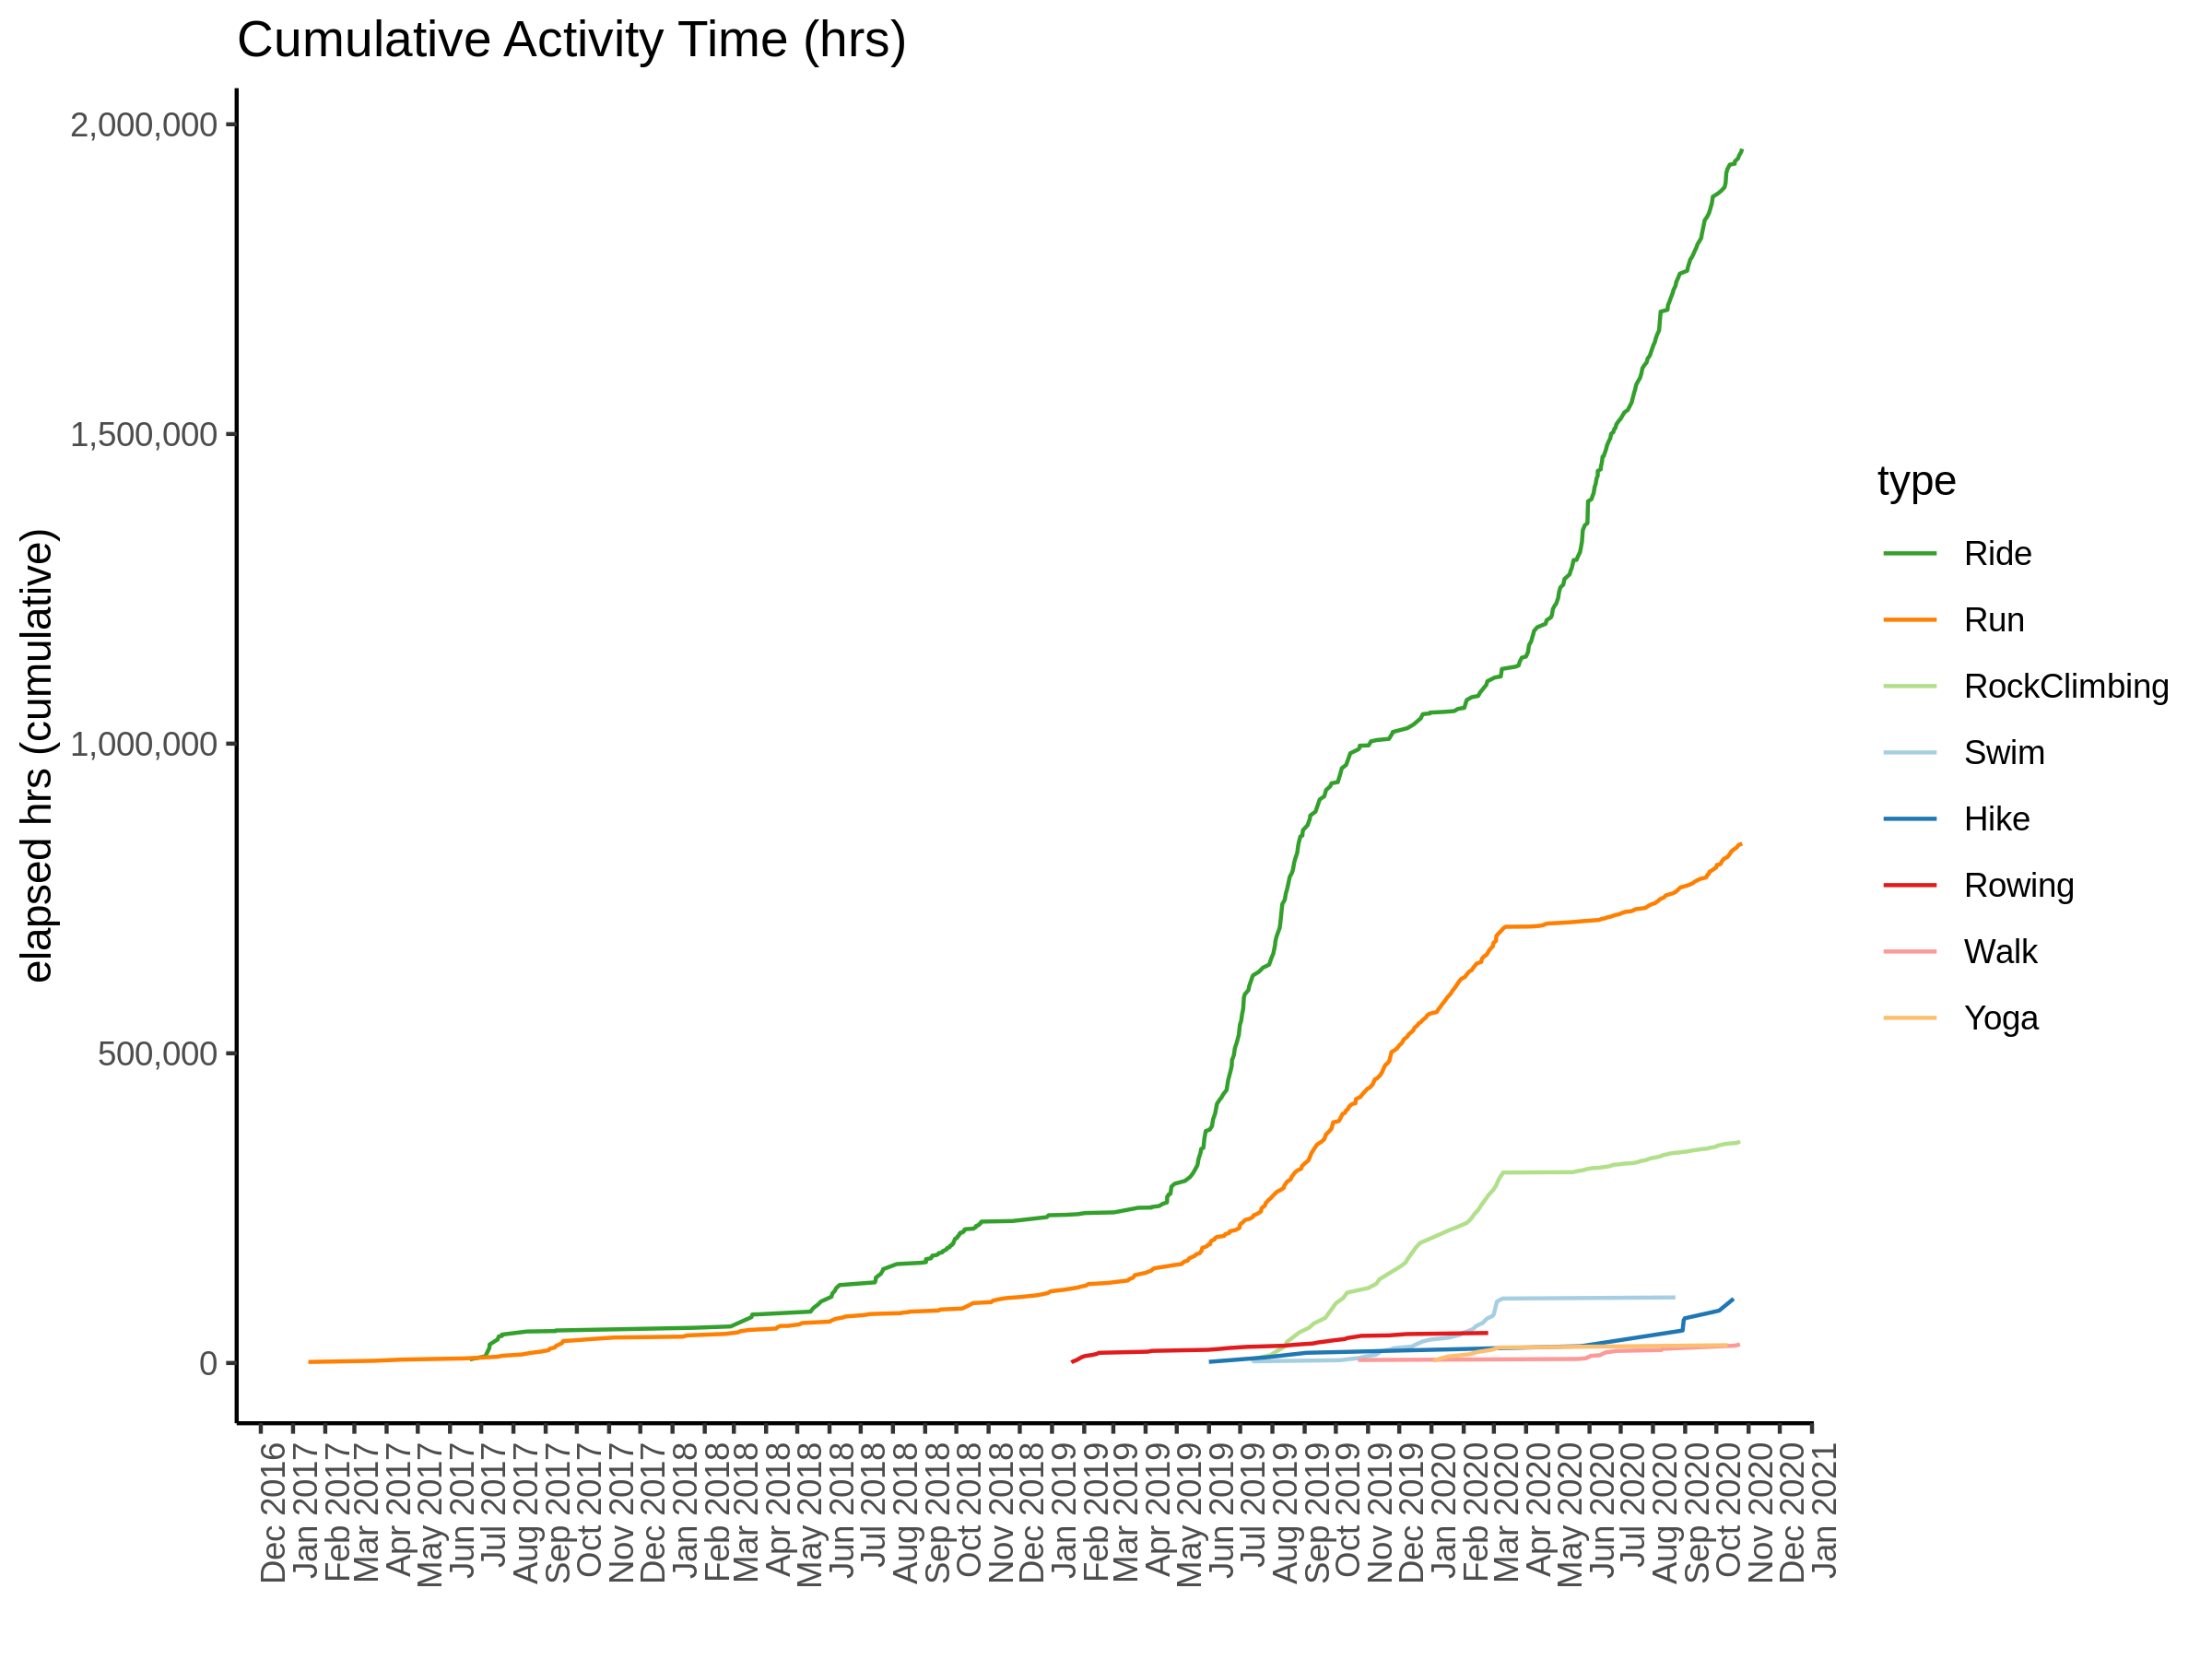 Cumulative Activity Time (hrs)
elapsed hrs (cumulative)
2,000,000
1,500,000
1,000,000
500,000
0
Dec 2016
Jan 2017
Feb 2017
Mar 2017
Apr 2017
May 2017
Jun 2017
Jul 2017
Aug 2017
Sep 2017
Oct 2017
Nov 2017
Dec 2017
Jan 2018
Feb 2018
Mar 2018
Apr 2018
May 2018
Jun 2018
Jul 2018
Aug 2018
Sep 2018
Oct 2018
Nov 2018
Dec 2018
Jan 2019
Feb 2019
Mar 2019
Apr 2019
May 2019
Jun 2019
Jul 2019
Aug 2019
Sep 2019
Oct 2019
Nov 2019
Dec 2019
Jan 2020
Feb 2020
Mar 2020
Apr 2020
May 2020
Jun 2020
Jul 2020
Aug 2020
Sep 2020
Oct 2020
Nov 2020
Dec 2020
Jan 2021
type
Ride
Run
RockClimbing
Swim
Hike
Rowing
Walk
Yoga